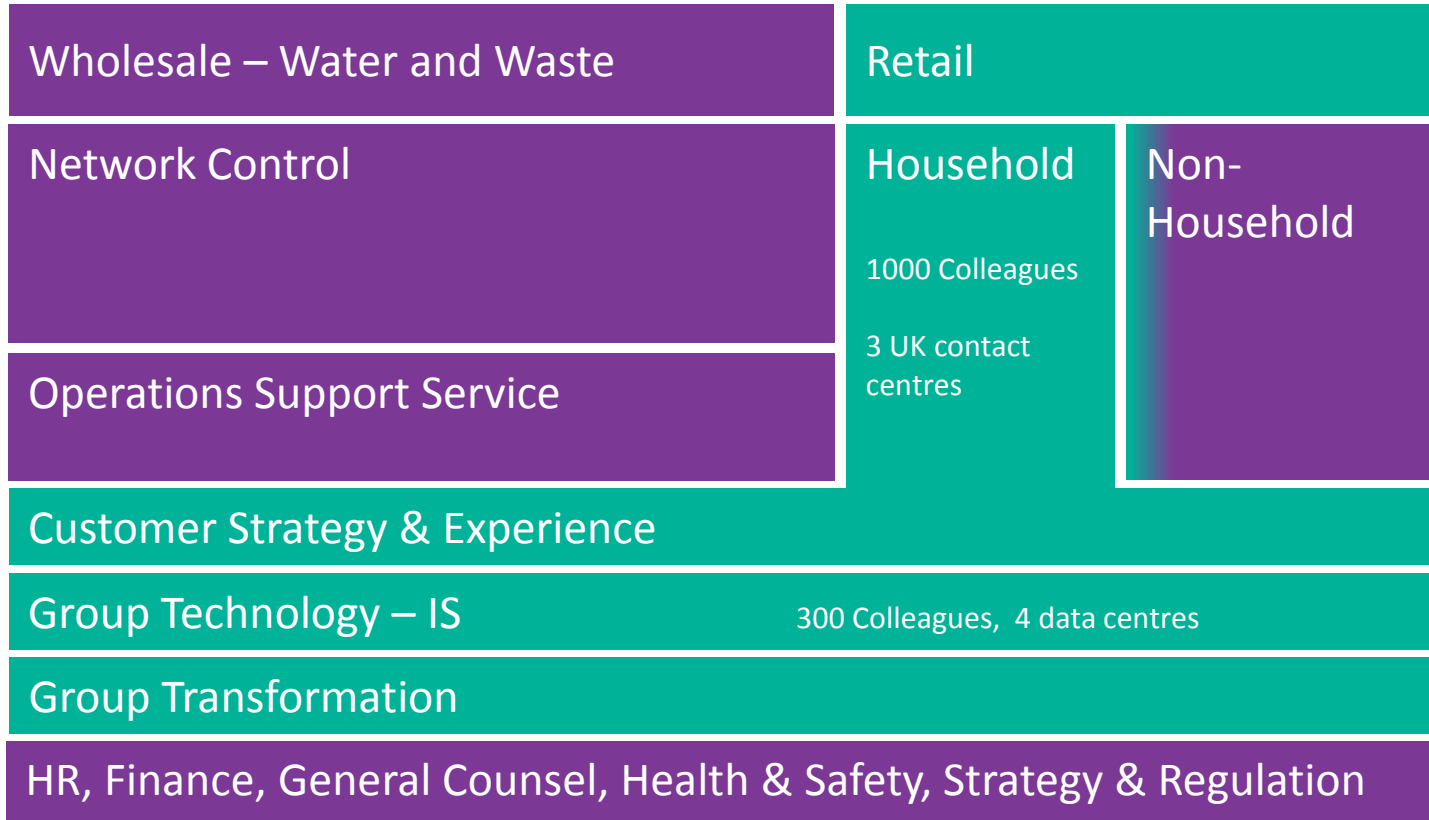 Wholesale – Water and Waste
Retail
Network Control
Household
Non-
Household
1000 Colleagues
3 UK contact
centres
Operations Support Service
Customer Strategy & Experience
Group Technology – IS
300 Colleagues, 4 data centres
Group Transformation
HR, Finance, General Counsel, Health & Safety, Strategy & Regulation